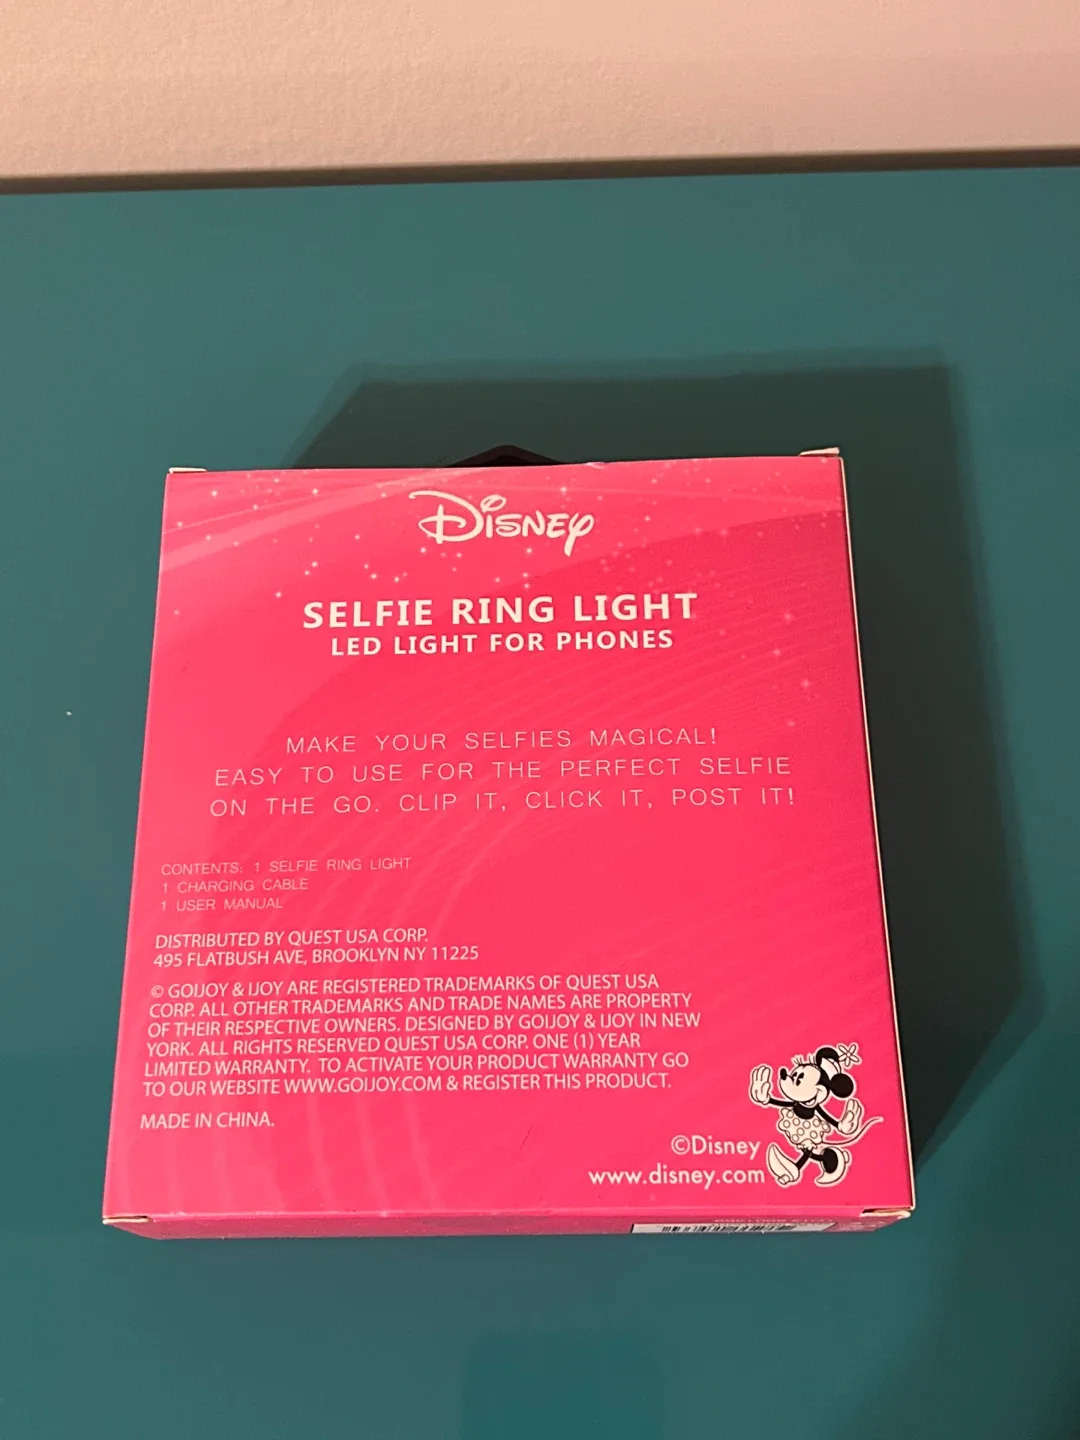 Disney
SELFIE RING LIGHT
LED LIGHT FOR PHONES
MAKE YOUR SELFIES MAGICAL!
EASY TO USE FOR THE PERFECT SELFIE
ON THE GO. CLIP IT, CLICK IT, POST IT!
CONTENTS: 1 SELFIE RING LIGHT
1 CHARGING CABLE
1 USER MANUAL
DISTRIBUTED BY QUEST USA CORP.
495 FLATBUSH AVE, BROOKLYN NY 11225
© GOIJOY & IJOY ARE REGISTERED TRADEMARKS OF QUEST USA
CORP. ALL OTHER TRADEMARKS AND TRADE NAMES ARE PROPERTY
OF THEIR RESPECTIVE OWNERS. DESIGNED BY GOIJOY & IJOY IN NEW
YORK. ALL RIGHTS RESERVED QUEST USA CORP. ONE (1) YEAR
LIMITED WARRANTY. TO ACTIVATE YOUR PRODUCT WARRANTY GO
TO OUR WEBSITE WWW.GOIJOY.COM & REGISTER THIS PRODUCT.
MADE IN CHINA.
©Disney
www.disney.com